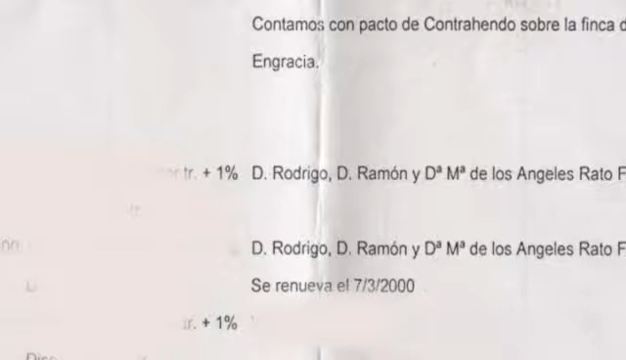 Contamos con pacto de Contrahendo sobre la finca
Engracia.
tr. + 1% D. Rodrigo, D. Ramón y Dª Mª de los Angeles Rato F
D. Rodrigo, D. Ramón y Dª Mª de los Angeles Rato F
Se renueva el 7/3/2000
tr. + 1%